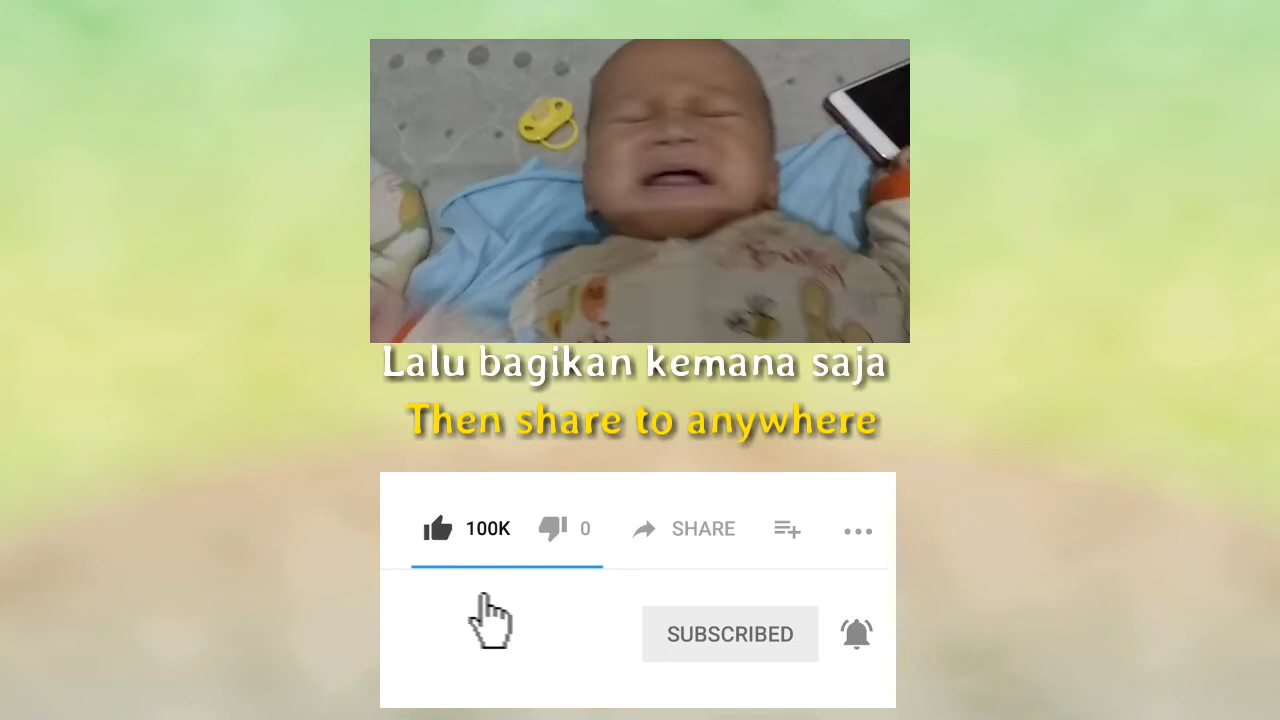 Lalu bagikan kemana saja
Then share to anywhere
100K 0 SHARE
SUBSCRIBED